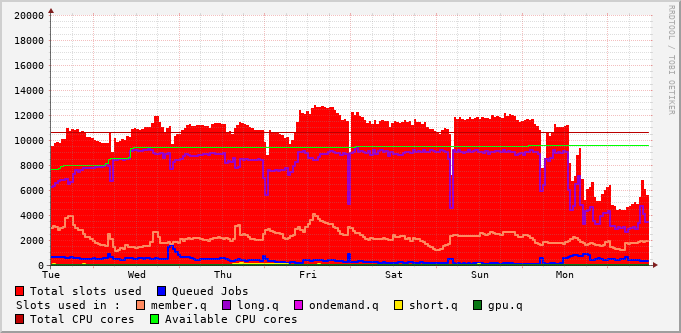 20000
18000
16000
14000
12000
10000
8000
6000
4000
2000
0
Tue Wed Thu Fri Sat Sun Mon
RRDTOOL / TOBI OETIKER
Total slots used Queued Jobs
Slots used in : member.q long.q ondemand.q short.q gpu.q
Total CPU cores Available CPU cores